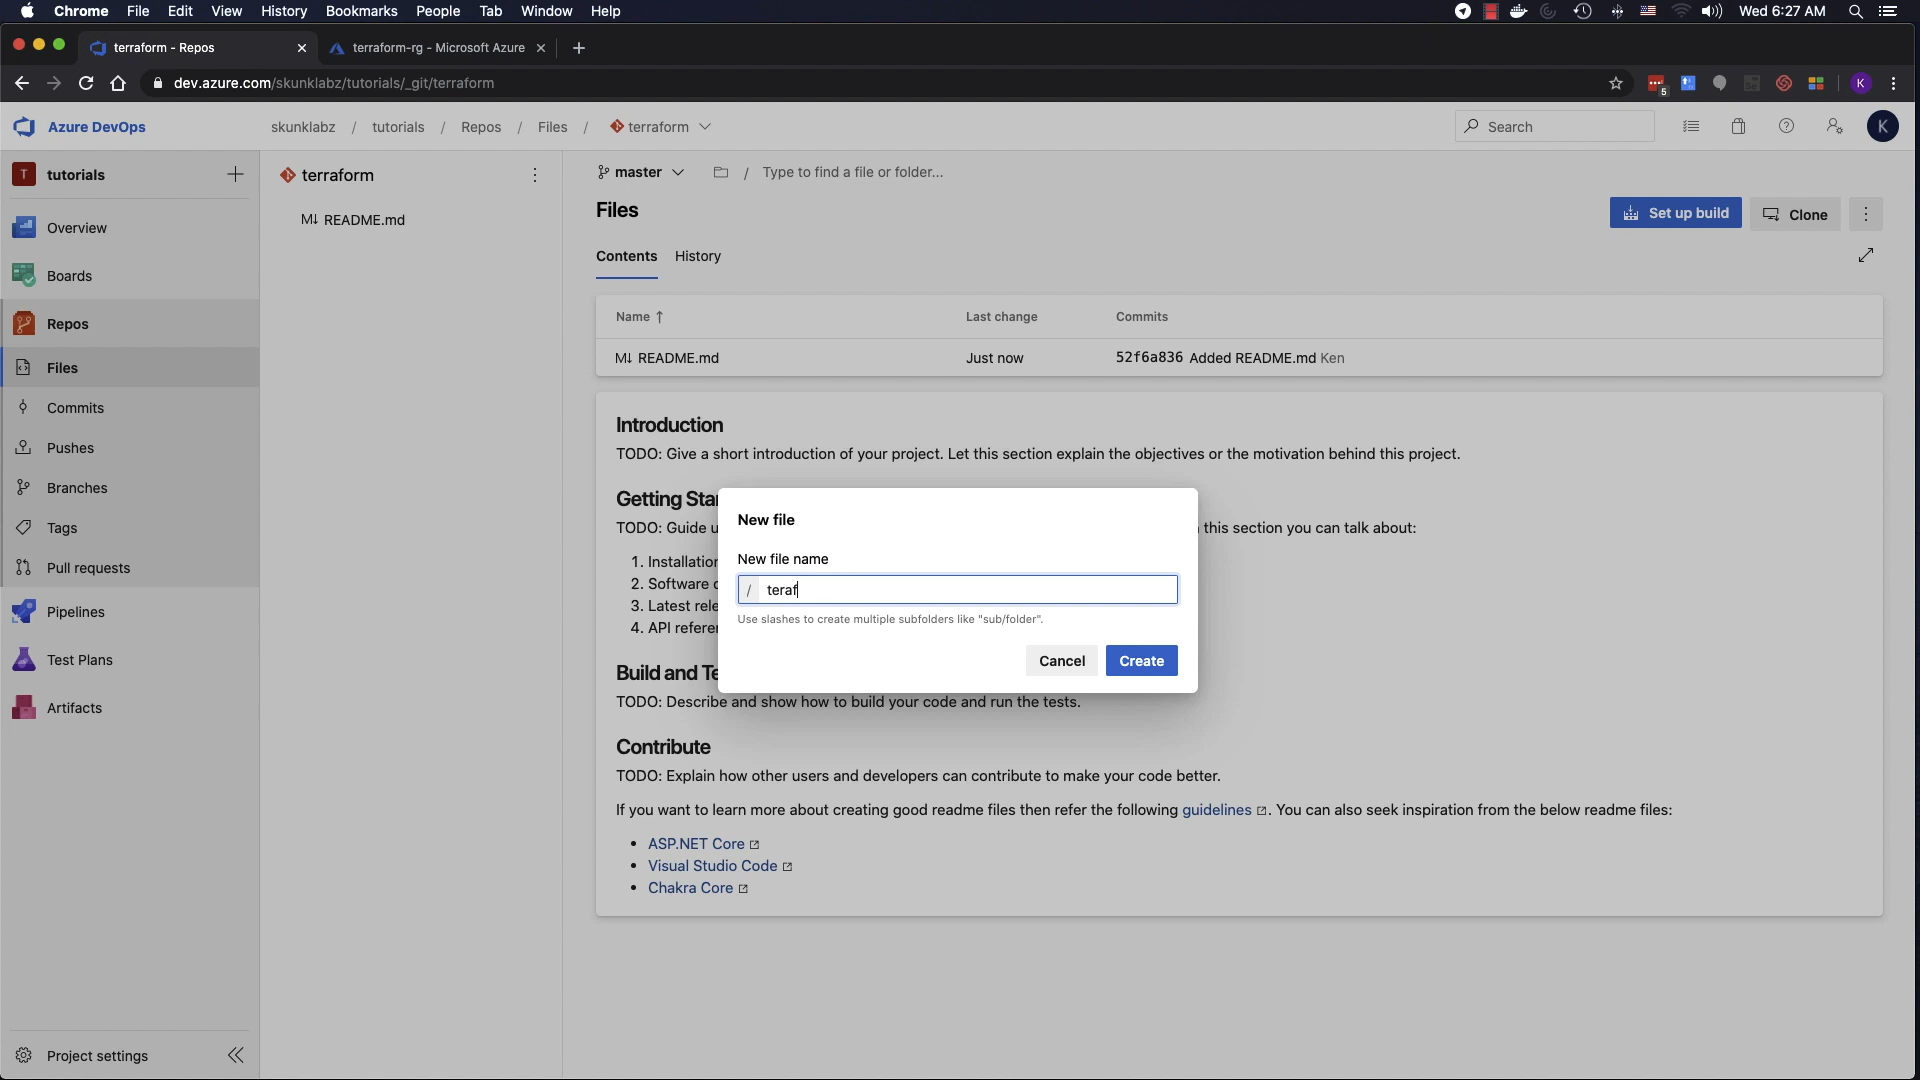 Chrome File Edit View History Bookmarks People Tab Window Help Wed 6:27 AM
terraform - Repos terraform-rg - Microsoft Azure
dev.azure.com/skunklabz/tutorials/_git/terraform 5 K
Azure DevOps skunklabz / tutorials / Repos / Files / terraform Search K
T tutorials
Overview
Boards
Repos
Files
Commits
Pushes
Branches
Tags
Pull requests
Pipelines
Test Plans
Artifacts
Project settings
terraform
M↓ README.md
master / Type to find a file or folder...
Files
Set up build Clone
Contents History
Name ↑ Last change Commits
M↓ README.md Just now 52f6a836 Added README.md Ken
Introduction
TODO: Give a short introduction of your project. Let this section explain the objectives or the motivation behind this project.
Getting Sta
TODO: Guide u this section you can talk about:
1. Installation
2. Software
3. Latest rele
4. API referer
Build and Te
TODO: Describe and show how to build your code and run the tests.
Contribute
TODO: Explain how other users and developers can contribute to make your code better.
If you want to learn more about creating good readme files then refer the following guidelines. You can also seek inspiration from the below readme files:
• ASP.NET Core
• Visual Studio Code
• Chakra Core
New file
New file name
/ teraf
Use slashes to create multiple subfolders like "sub/folder".
Cancel Create